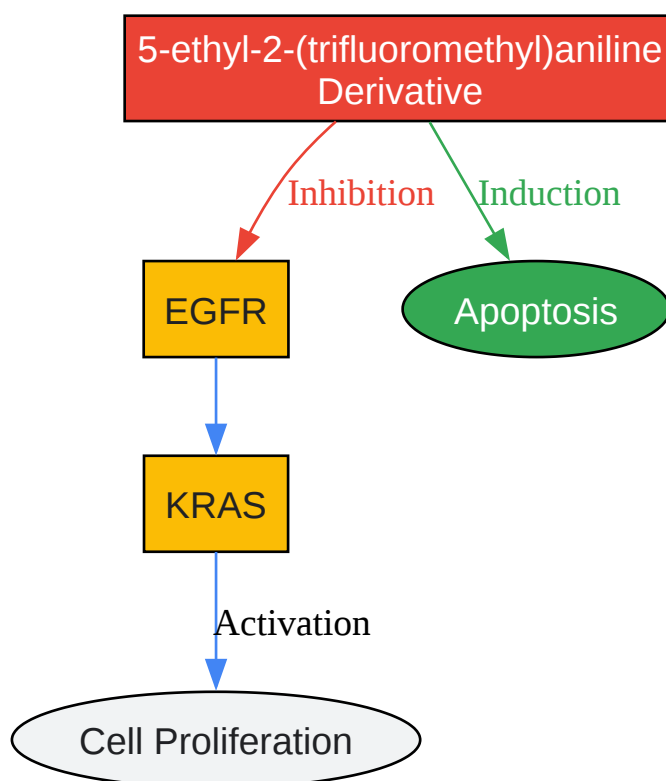 5-ethyl-2-(trifluoromethyl)aniline
Derivative
Inhibition
Induction
EGFR
Apoptosis
KRAS
Activation
Cell Proliferation